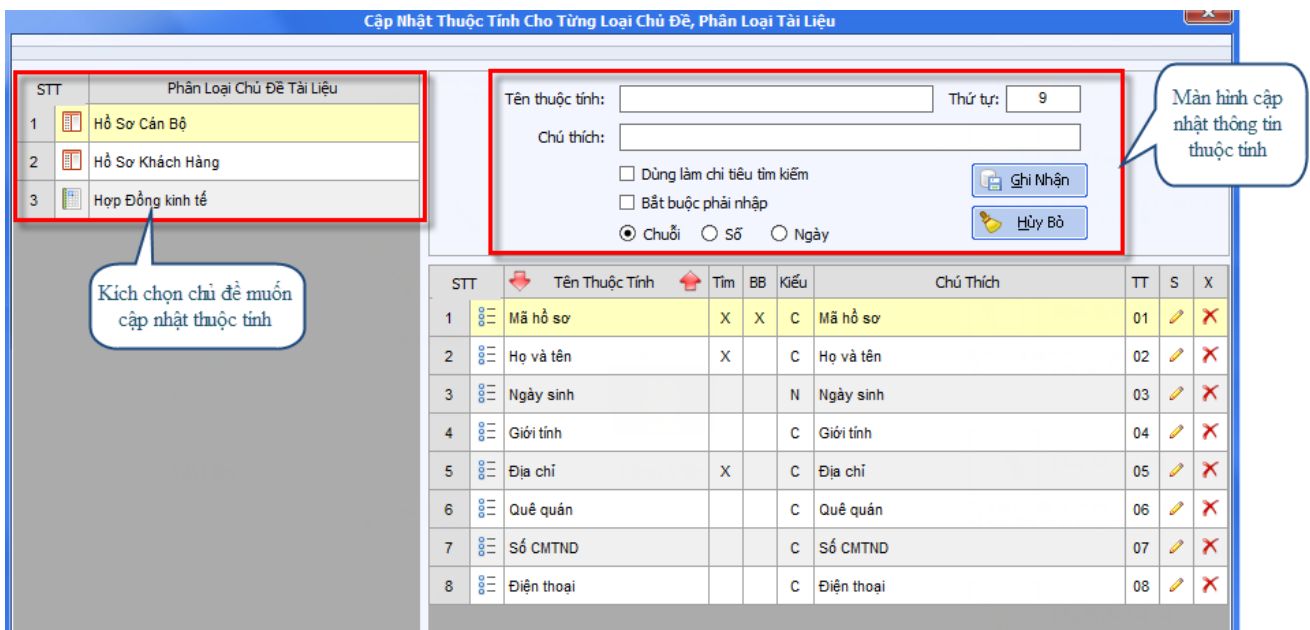 Cập Nhật Thuộc Tính Cho Từng Loại Chủ Đề, Phân Loại Tài Liệu
STT Phân Loại Chủ Đề Tài Liệu
1 Hồ Sơ Cán Bộ
2 Hồ Sơ Khách Hàng
3 Hợp Đồng kinh tế
Kích chọn chủ đề muốn
cập nhật thuộc tính
Tên thuộc tính: Thứ tự: 9
Chú thích:
Dùng làm chỉ tiêu tìm kiếm
Bắt buộc phải nhập
Chuỗi Số Ngày
Ghi Nhận
Hủy Bỏ
Màn hình cập
nhật thông tin
thuộc tính
STT Tên Thuộc Tính Tìm BB Kiểu Chú Thích TT S X
1 Mã hồ sơ X X C Mã hồ sơ 01
2 Họ và tên X C Họ và tên 02
3 Ngày sinh N Ngày sinh 03
4 Giới tính C Giới tính 04
5 Địa chỉ X C Địa chỉ 05
6 Quê quán C Quê quán 06
7 Số CMTND C Số CMTND 07
8 Điện thoại C Điện thoại 08